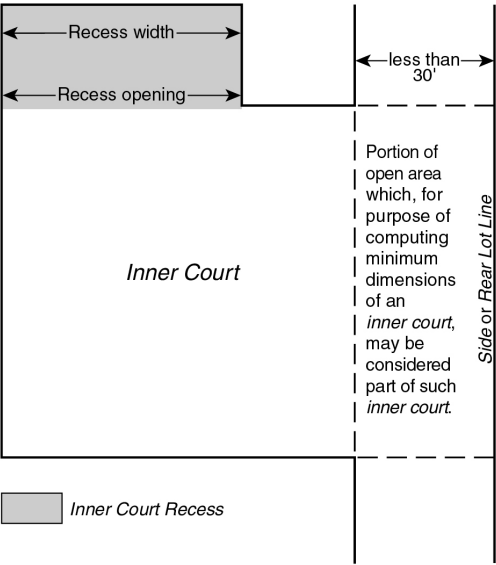 Recess width
less than
30'
Recess opening
Portion of
open area
which, for
purpose of
computing
minimum
dimensions
of an
inner court,
may be
considered
part of such
inner court.
Inner Court
Side or Rear Lot Line
Inner Court Recess